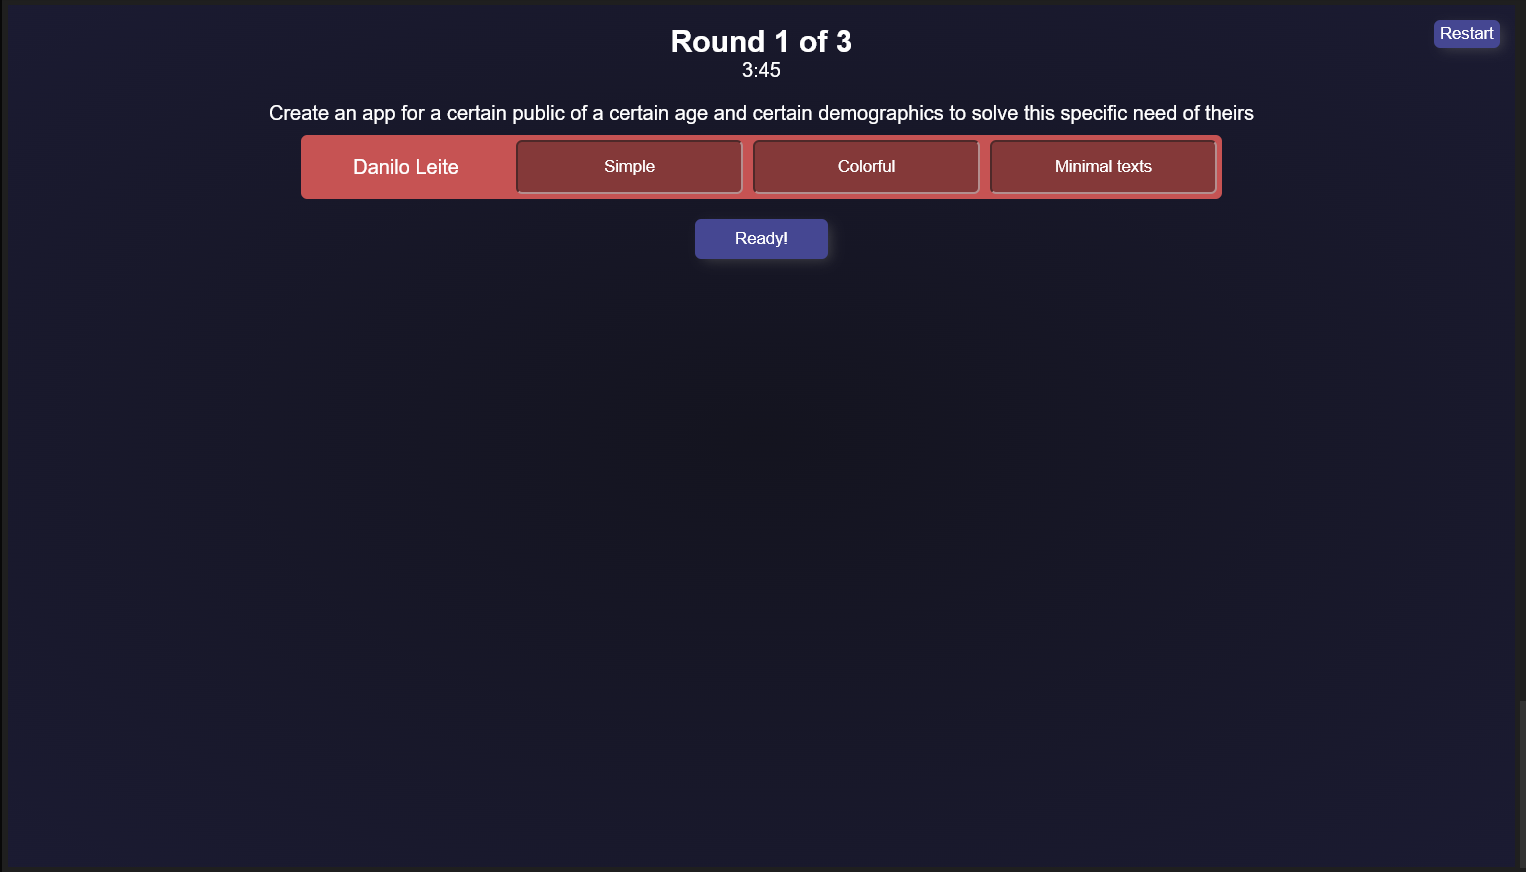 Restart
Round 1 of 3
3:45
Create an app for a certain public of a certain age and certain demographics to solve this specific need of theirs
Danilo Leite Simple Colorful Minimal texts
Ready!